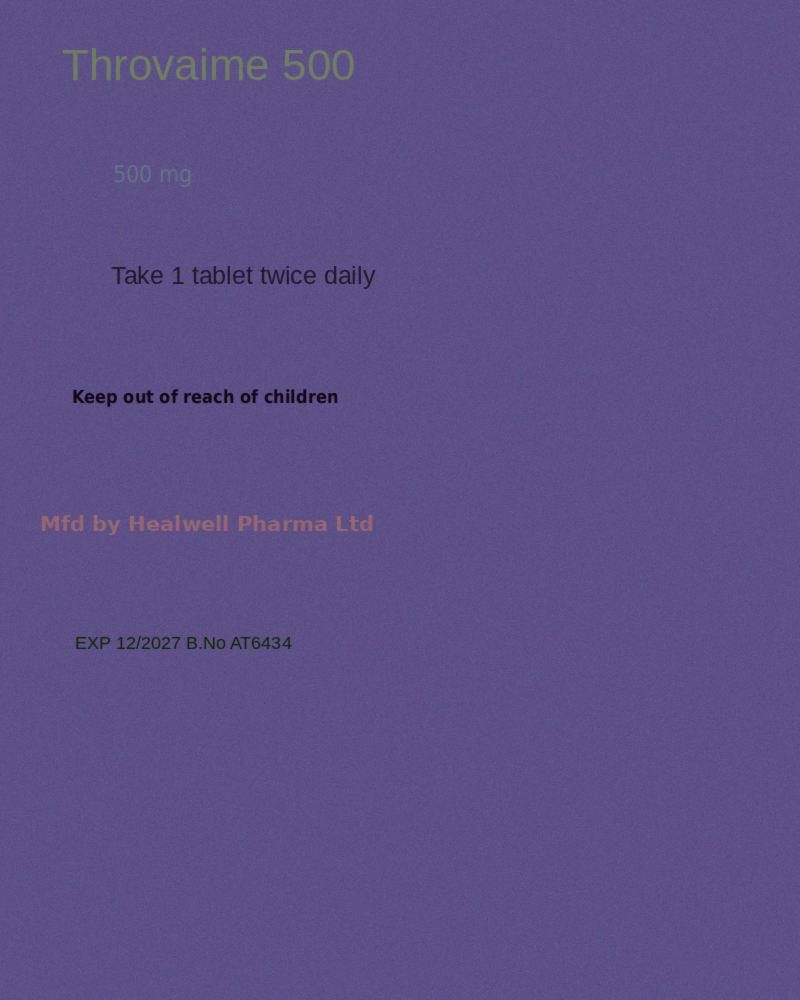 Throvaime 500
500 mg
Take 1 tablet twice daily
Keep out of reach of children
Mfd by Healwell Pharma Ltd
EXP 12/2027 B.No AT6434